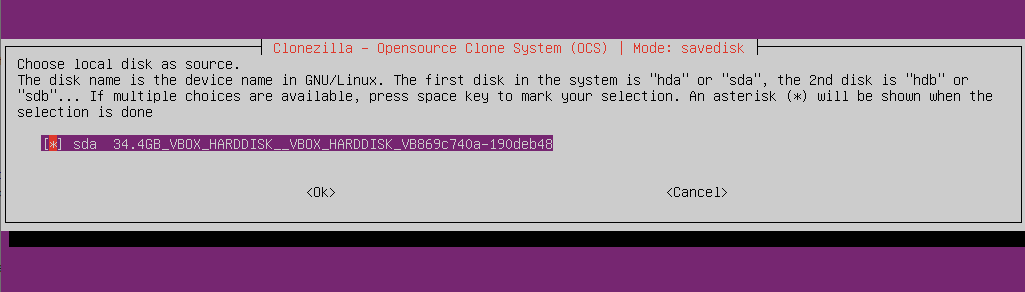 Clonezilla - Opensource Clone System (OCS) | Mode: savedisk
Choose local disk as source.
The disk name is the device name in GNU/Linux. The first disk in the system is "hda" or "sda", the 2nd disk is "hdb" or
"sdb"... If multiple choices are available, press space key to mark your selection. An asterisk (*) will be shown when the
selection is done
[*] sda 34.4GB_VBOX_HARDDISK__VBOX_HARDDISK_VB869c740a-190deb48
<Ok> <Cancel>